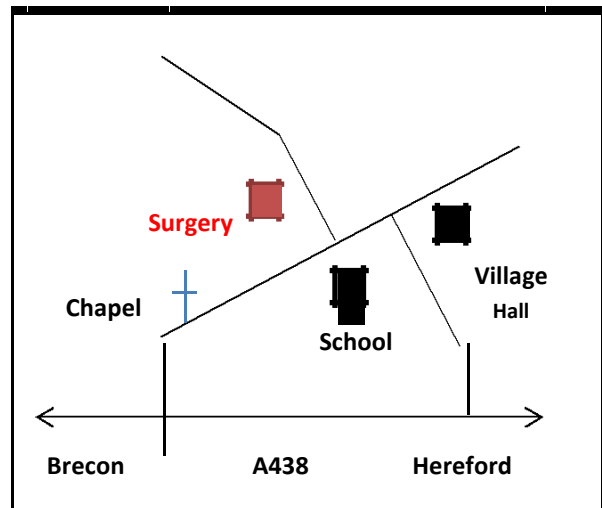 Surgery
Village
Chapel
Hall
School
Brecon A438 Hereford